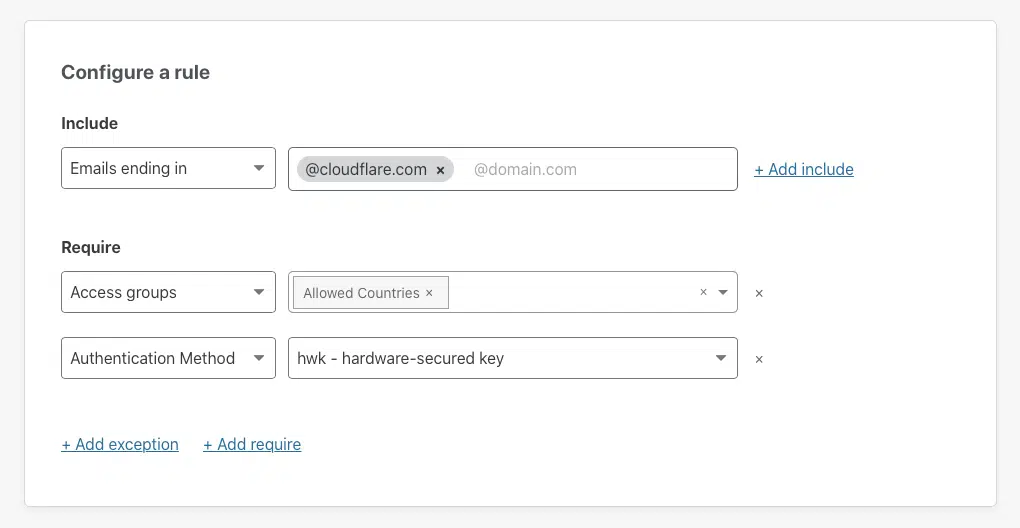 Configure a rule
Include
Emails ending in @cloudflare.com × @domain.com + Add include
Require
Access groups Allowed Countries × × ×
Authentication Method hwk - hardware-secured key ×
+ Add exception + Add require